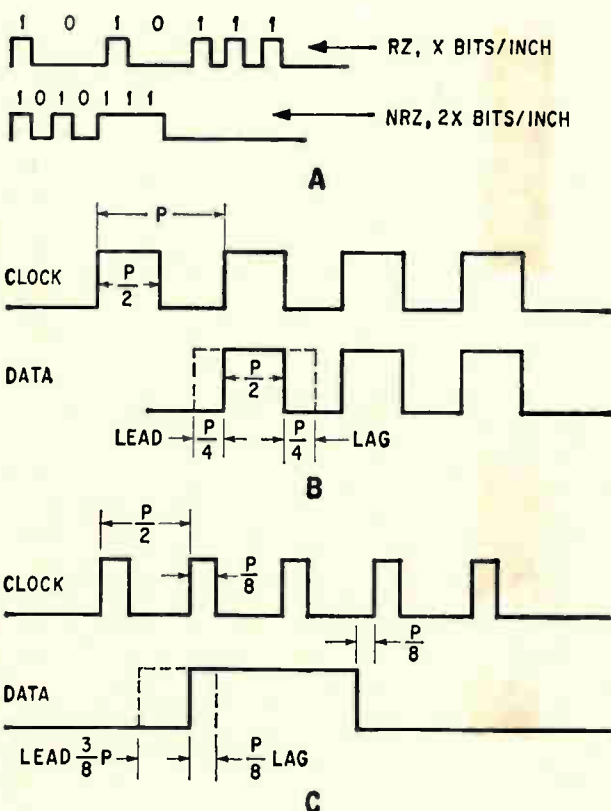 1 0 1 0 1 1 1
RZ, X BITS/INCH
1 0 1 0 1 1 1
NRZ, 2X BITS/INCH
A
P
CLOCK
P/2
DATA
P/2
LEAD P/4 P/4 LAG
B
P/2
CLOCK
P/8
P/8
DATA
LEAD 3/8 P P/8 LAG
C